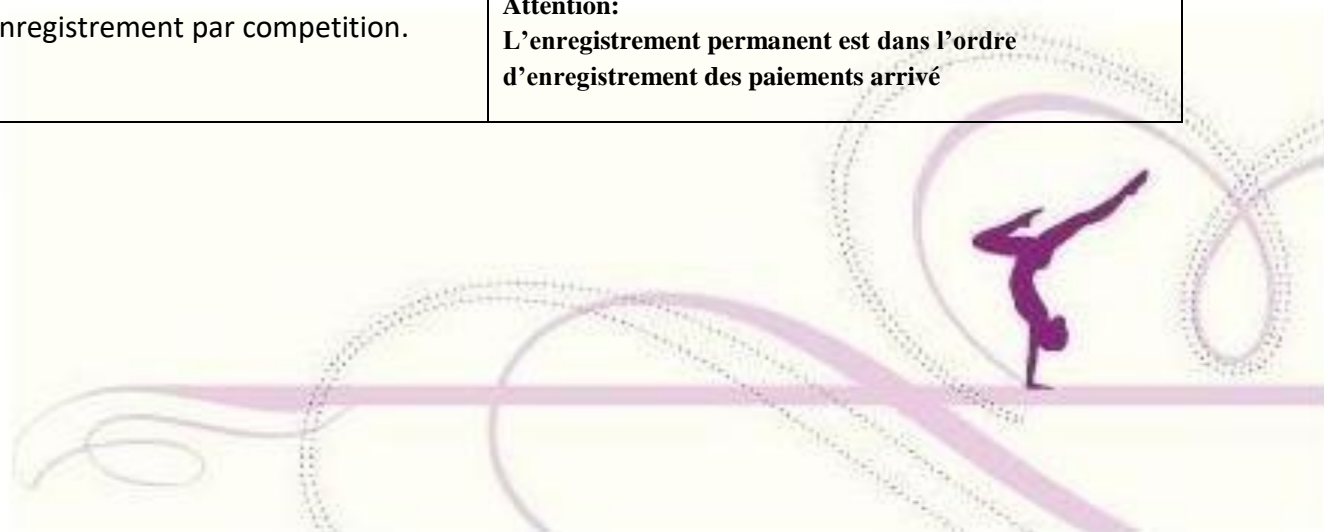 nregistrement par competition.
Attention:
L’enregistrement permanent est dans l’ordre
d’enregistrement des paiements arrivé